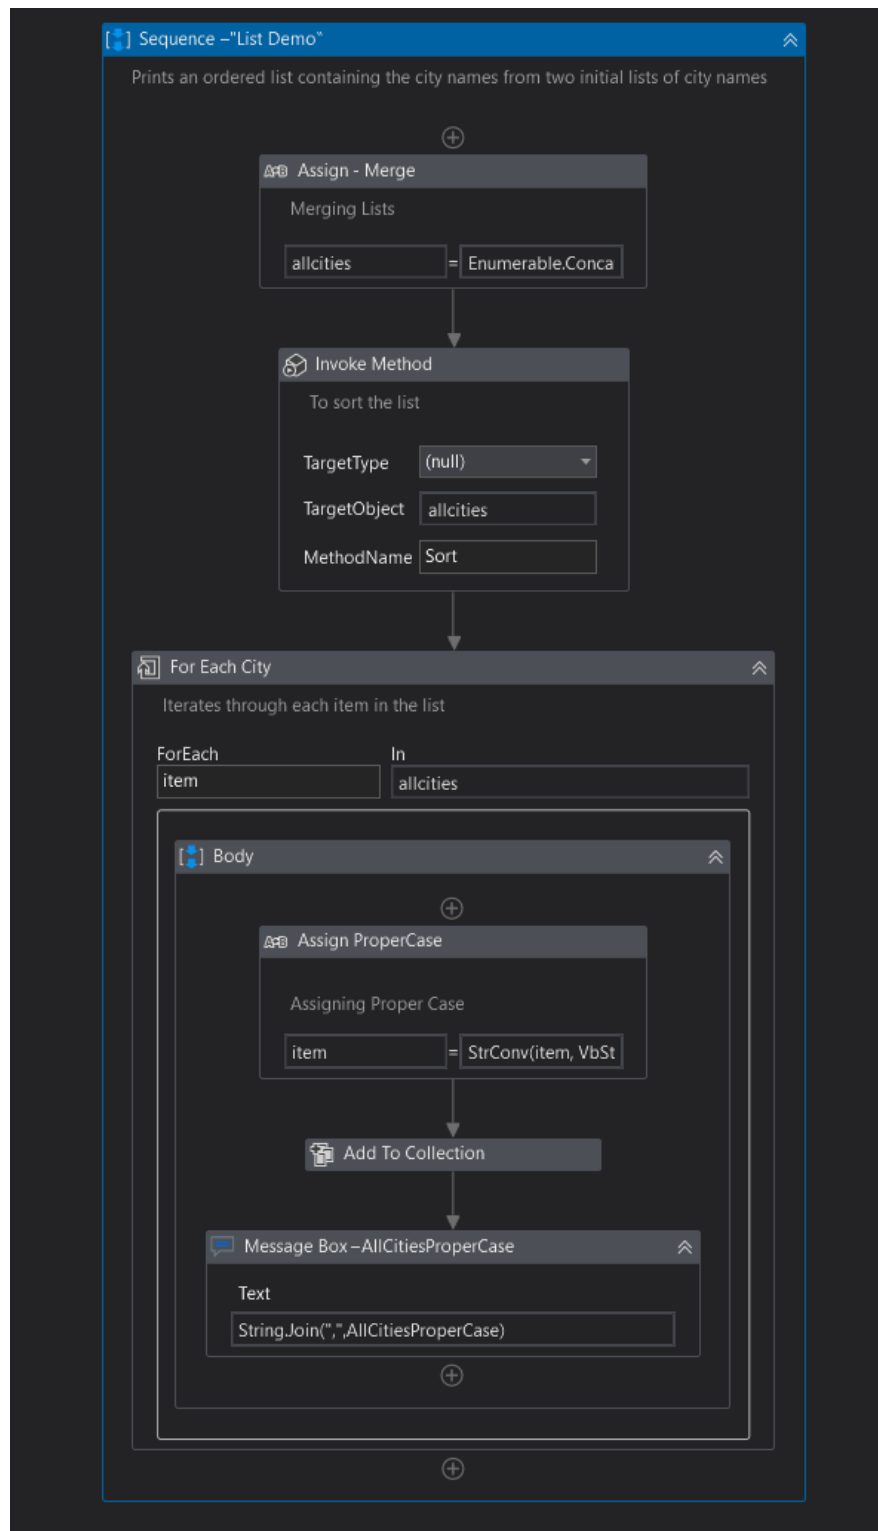 Sequence –"List Demo‟
Prints an ordered list containing the city names from two initial lists of city names
A=B Assign - Merge
Merging Lists
allcities = Enumerable.Conca
Invoke Method
To sort the list
TargetType (null)
TargetObject allcities
MethodName Sort
For Each City
Iterates through each item in the list
ForEach In
item allcities
Body
A=B Assign ProperCase
Assigning Proper Case
item = StrConv(item, VbSt
Add To Collection
Message Box –AllCitiesProperCase
Text
String.Join(",",AllCitiesProperCase)